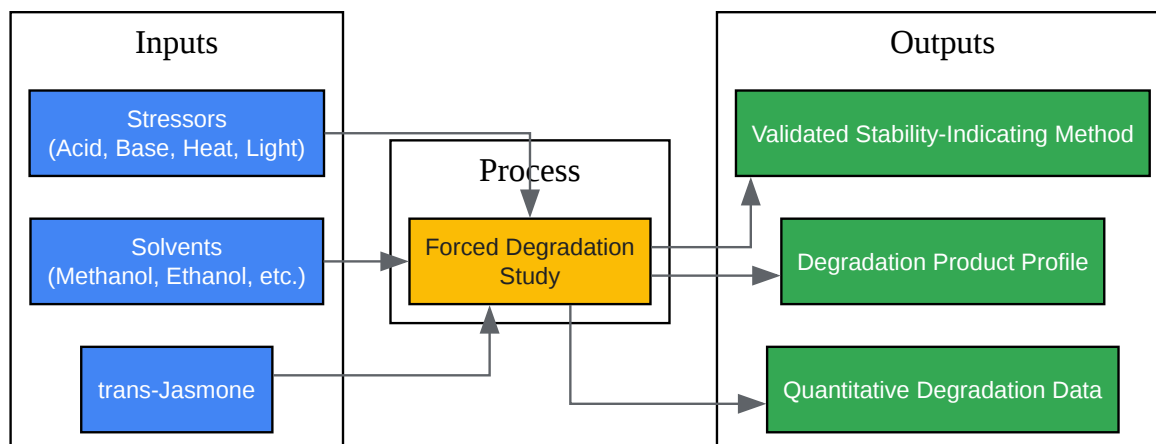 Inputs
Stressors
(Acid, Base, Heat, Light)
Solvents
(Methanol, Ethanol, etc.)
trans-Jasmone
Process
Forced Degradation
Study
Outputs
Validated Stability-Indicating Method
Degradation Product Profile
Quantitative Degradation Data